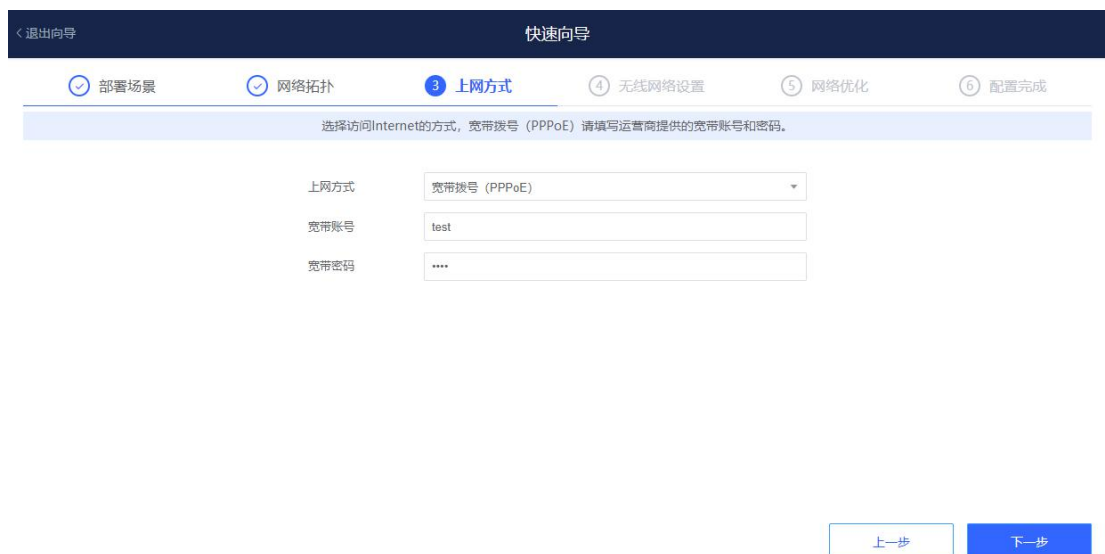 〈 退出向导
快速向导
部署场景
网络拓扑
3 上网方式
4 无线网络设置
5 网络优化
6 配置完成
选择访问Internet的方式，宽带拨号（PPPoE）请填写运营商提供的宽带账号和密码。
上网方式 宽带拨号（PPPoE）
宽带账号 test
宽带密码 ••••
上一步 下一步